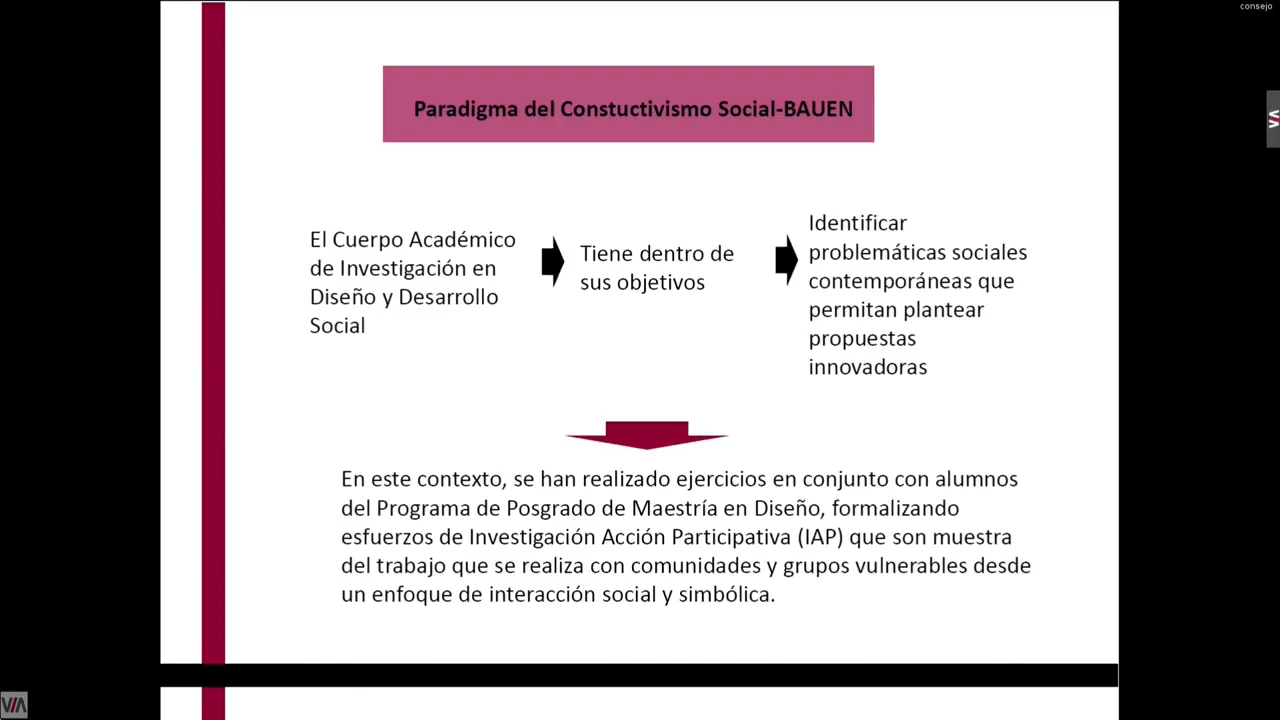 consejo
Paradigma del Constuctivismo Social-BAUEN
El Cuerpo Académico
de Investigación en
Diseño y Desarrollo
Social
Tiene dentro de
sus objetivos
Identificar
problemáticas sociales
contemporáneas que
permitan plantear
propuestas
innovadoras
En este contexto, se han realizado ejercicios en conjunto con alumnos
del Programa de Posgrado de Maestría en Diseño, formalizando
esfuerzos de Investigación Acción Participativa (IAP) que son muestra
del trabajo que se realiza con comunidades y grupos vulnerables desde
un enfoque de interacción social y simbólica.
VIA